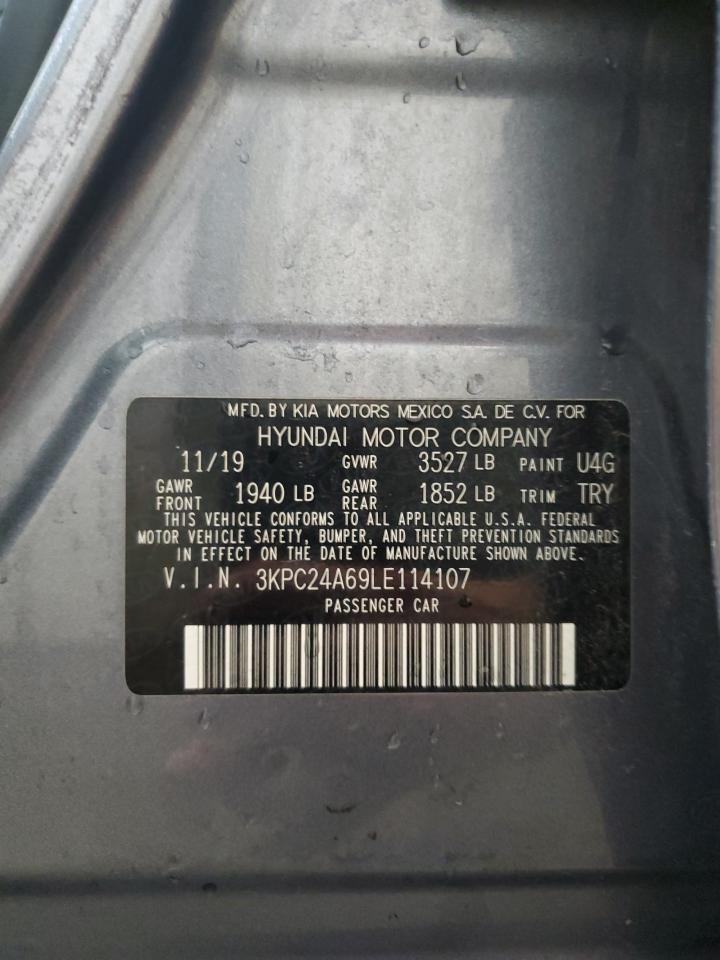 MFD. BY KIA MOTORS MEXICO S.A. DE C.V. FOR
HYUNDAI MOTOR COMPANY
11/19 GVWR 3527 LB PAINT U4G
GAWR FRONT 1940 LB GAWR REAR 1852 LB TRIM TRY
THIS VEHICLE CONFORMS TO ALL APPLICABLE U.S.A. FEDERAL
MOTOR VEHICLE SAFETY, BUMPER, AND THEFT PREVENTION STANDARDS
IN EFFECT ON THE DATE OF MANUFACTURE SHOWN ABOVE.
V.I.N. 3KPC24A69LE114107
PASSENGER CAR